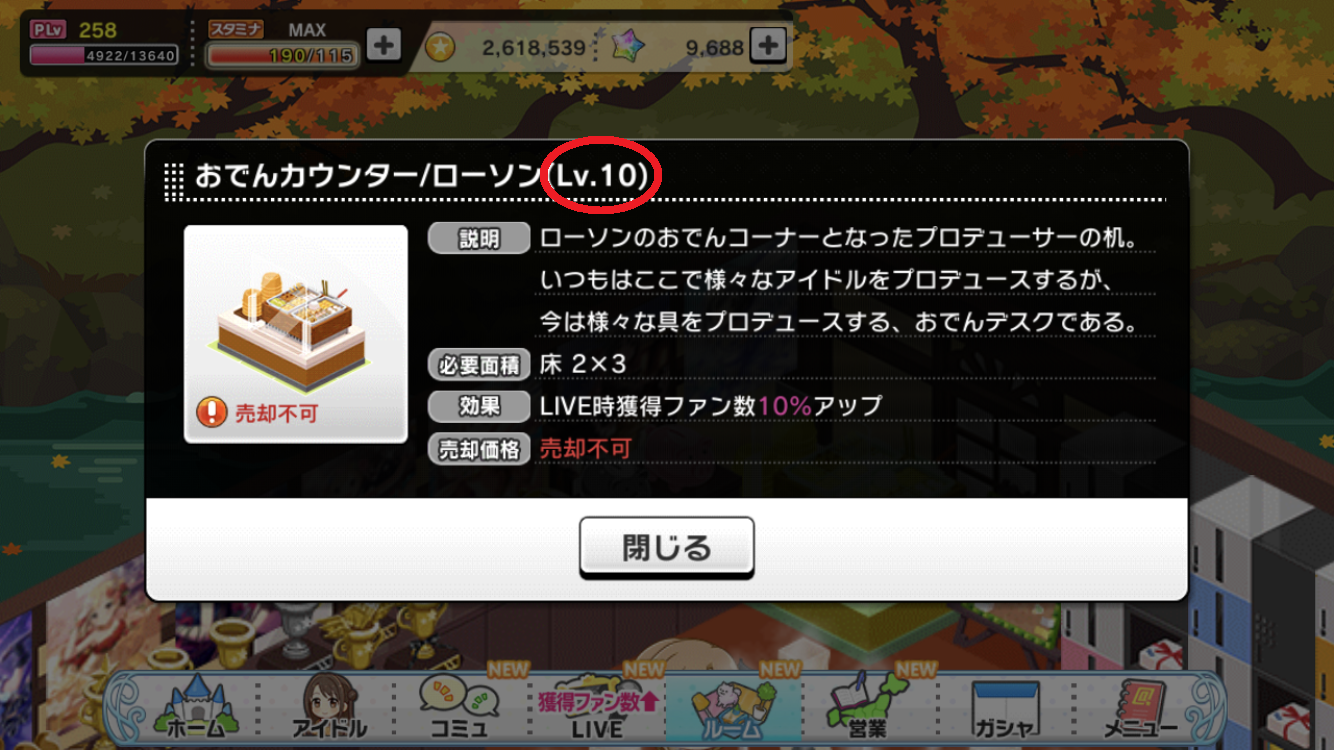 PLv 258
4922/13640
スタミナ MAX
190/115
2,618,539
9,688
おでんカウンター/ローソン(Lv.10)
説明 ローソンのおでんコーナーとなったプロデューサーの机。
いつもはここで様々なアイドルをプロデュースするが、
今は様々な具をプロデュースする、おでんデスクである。
必要面積 床 2×3
効果 LIVE時獲得ファン数10%アップ
売却価格 売却不可
売却不可
閉じる
NEW NEW NEW NEW
獲得ファン数
ホーム アイドル コミュ LIVE ルーム 営業 ガシャ メニュー